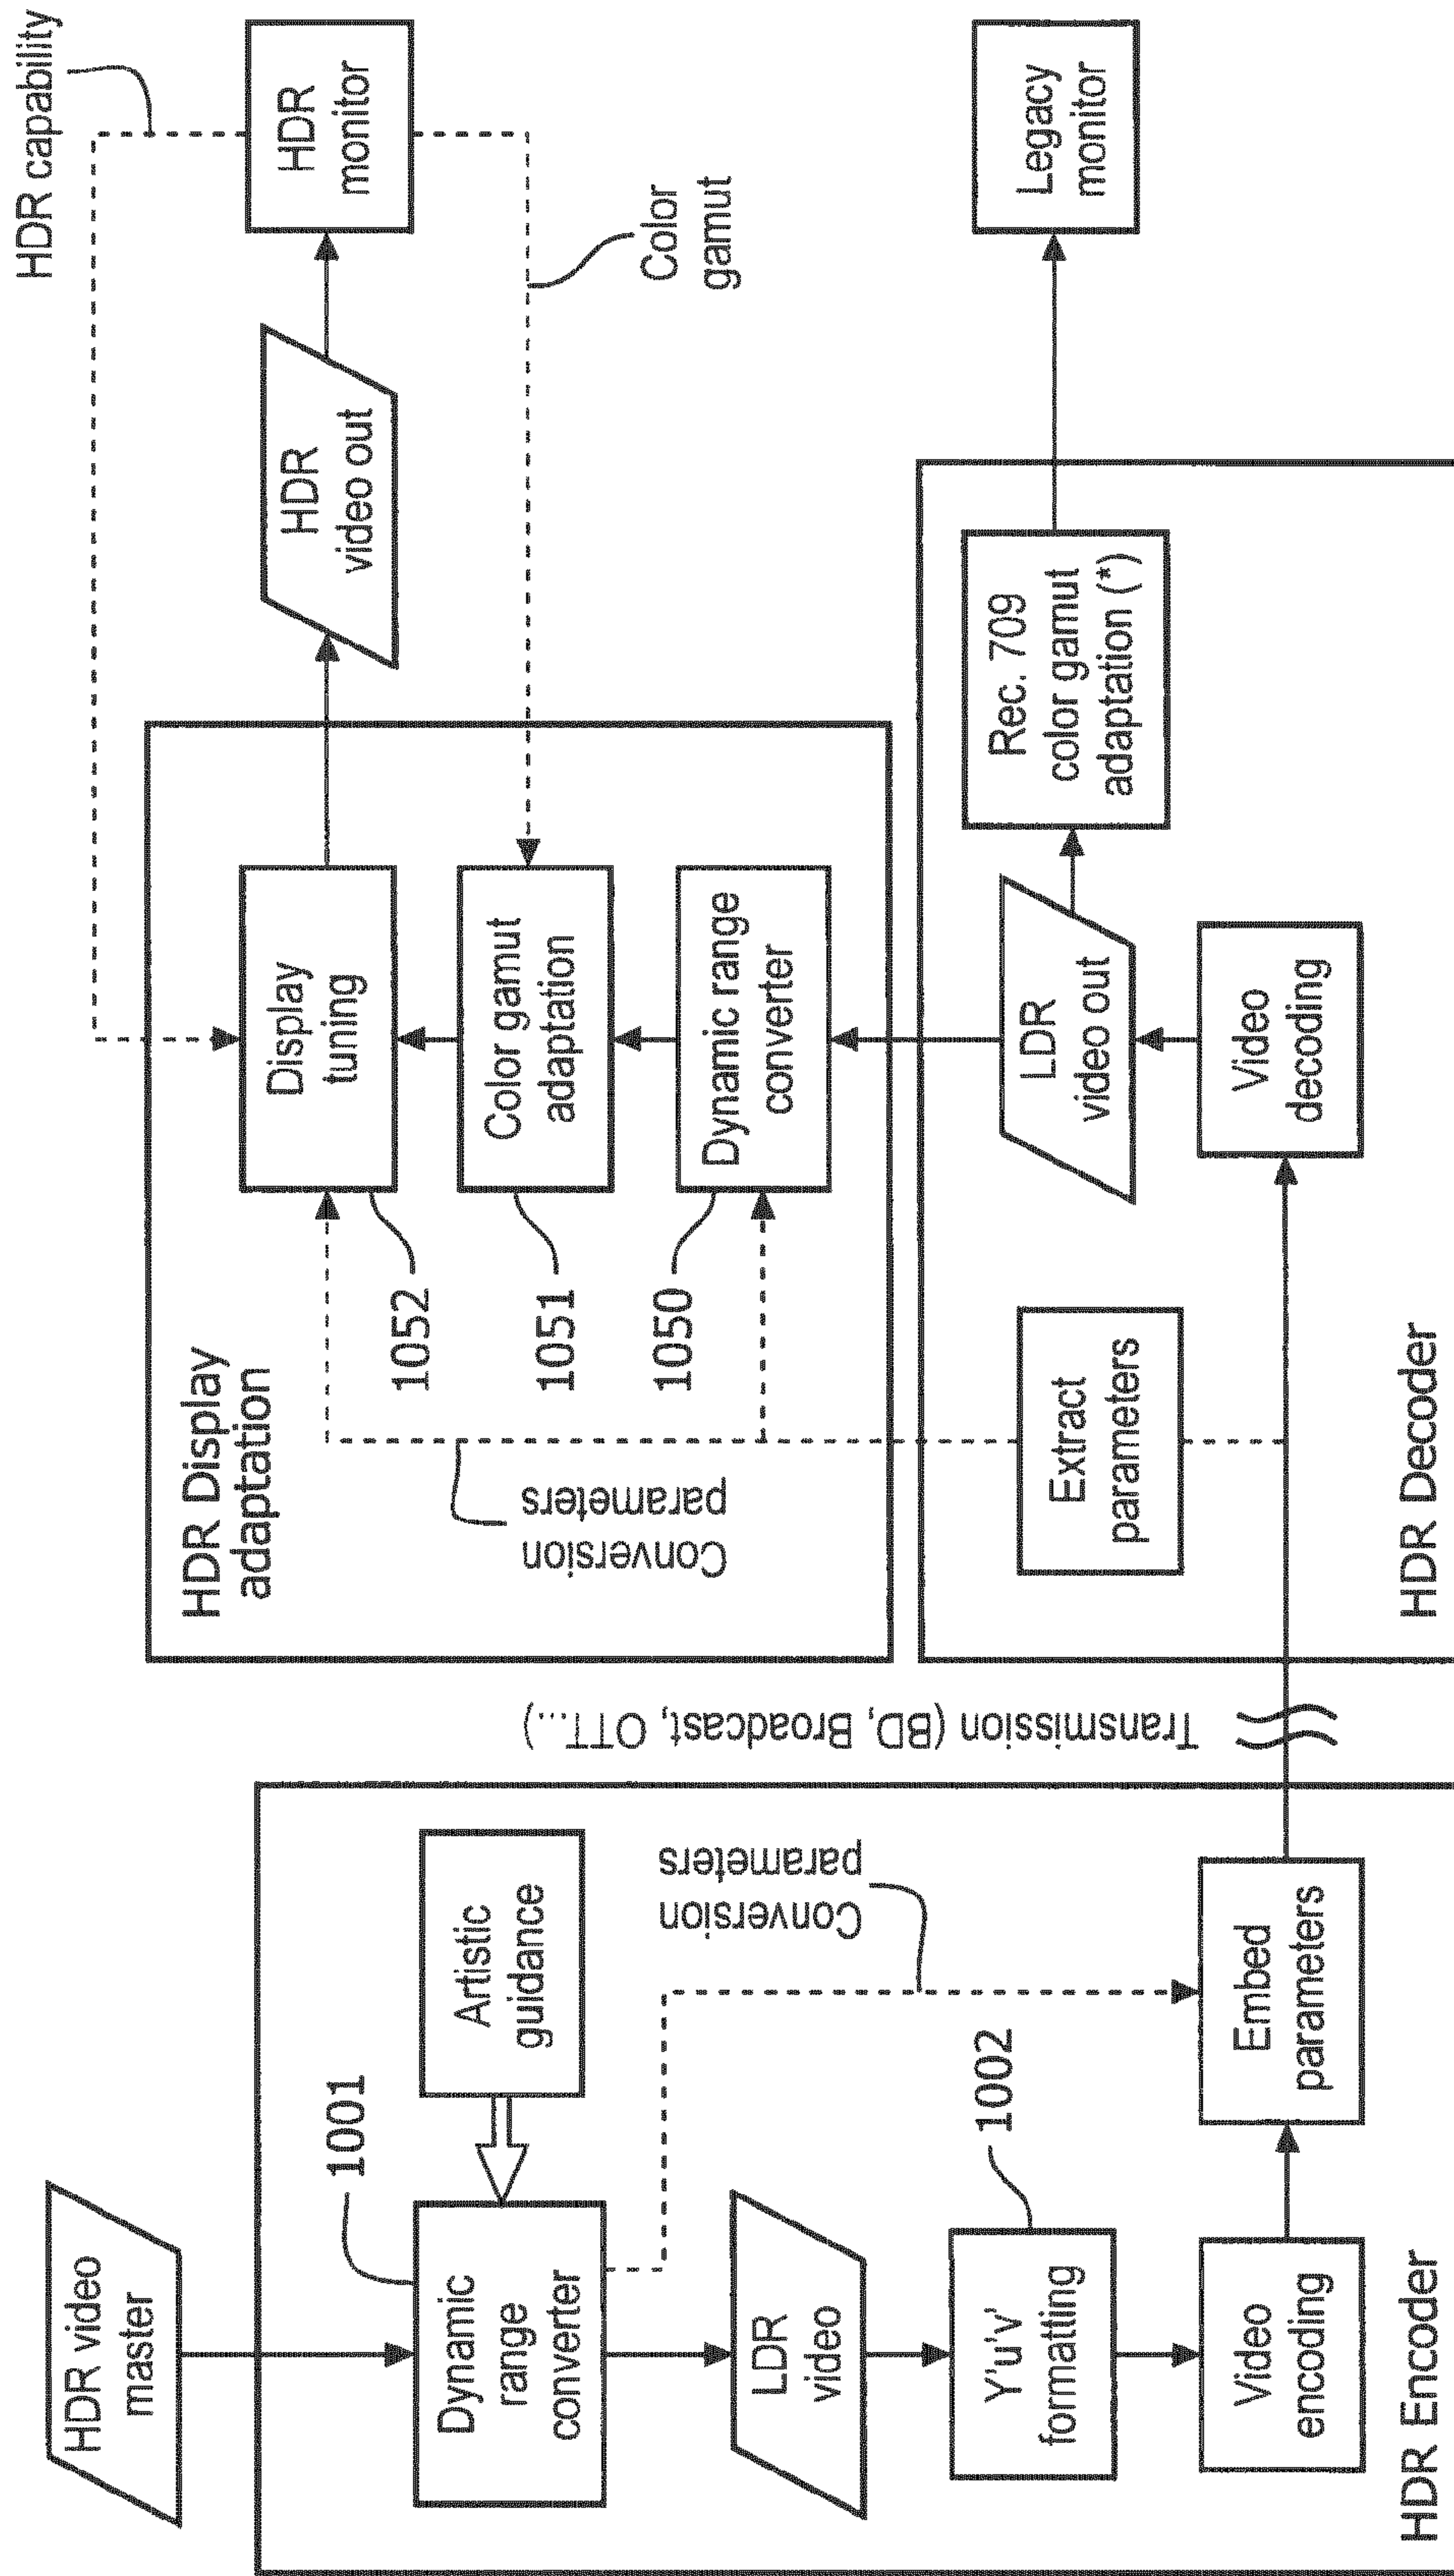 HDR video
master
1001
Dynamic
range
converter
Artistic
guidance
Conversion
parameters
LDR
video
1002
Y'u'v'
formatting
Video
encoding
Embed
parameters
HDR Encoder
Transmission (BD, Broadcast, OTT...)
HDR Display
adaptation
Conversion
parameters
1052
Display
tuning
1051
Color gamut
adaptation
1050
Dynamic range
converter
HDR
video out
HDR capability
HDR
monitor
Color
gamut
Extract
parameters
LDR
video out
Video
decoding
Rec. 709
color gamut
adaptation (*)
Legacy
monitor
HDR Decoder